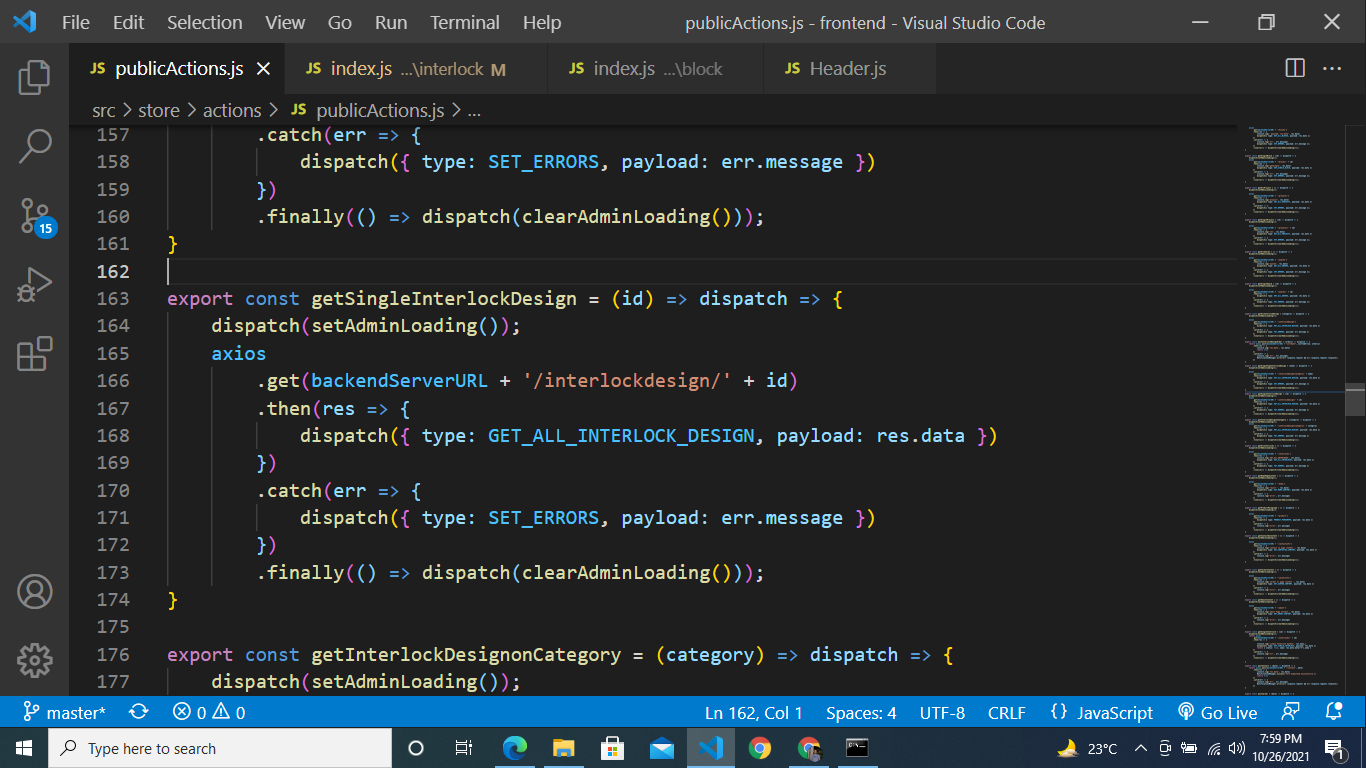 File Edit Selection View Go Run Terminal Help publicActions.js - frontend - Visual Studio Code
JS publicActions.js JS index.js ...\interlock M JS index.js ...\block JS Header.js
src > store > actions > JS publicActions.js > ...
157 .catch(err => {
158 dispatch({ type: SET_ERRORS, payload: err.message })
159 })
160 .finally(() => dispatch(clearAdminLoading()));
161 }
162
163 export const getSingleInterlockDesign = (id) => dispatch => {
164 dispatch(setAdminLoading());
165 axios
166 .get(backendServerURL + '/interlockdesign/' + id)
167 .then(res => {
168 dispatch({ type: GET_ALL_INTERLOCK_DESIGN, payload: res.data })
169 })
170 .catch(err => {
171 dispatch({ type: SET_ERRORS, payload: err.message })
172 })
173 .finally(() => dispatch(clearAdminLoading()));
174 }
175
176 export const getInterlockDesignonCategory = (category) => dispatch => {
177 dispatch(setAdminLoading());
15
master* 0 0 Ln 162, Col 1 Spaces: 4 UTF-8 CRLF {} JavaScript Go Live
Type here to search 23°C 7:59 PM
10/26/2021 1